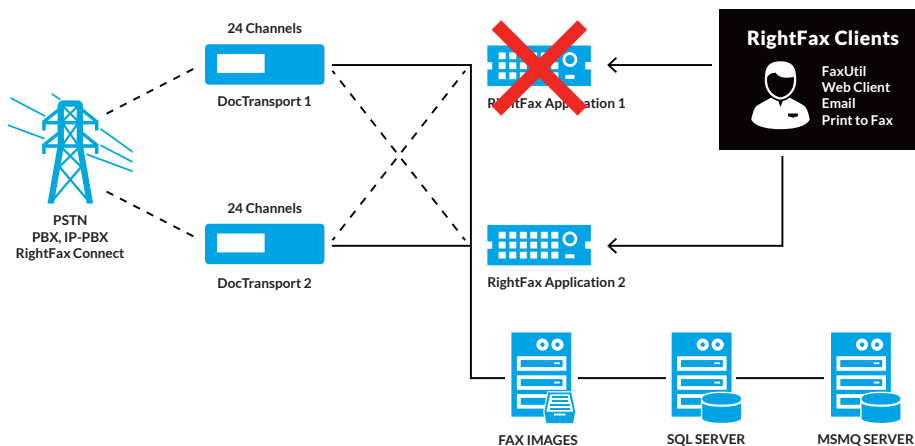 24 Channels
DocTransport 1
RightFax Application 1
RightFax Clients
FaxUtil
Web Client
Email
Print to Fax
PSTN
PBX, IP-PBX
RightFax Connect
24 Channels
DocTransport 2
RightFax Application 2
FAX IMAGES
SQL SERVER
MSMQ SERVER